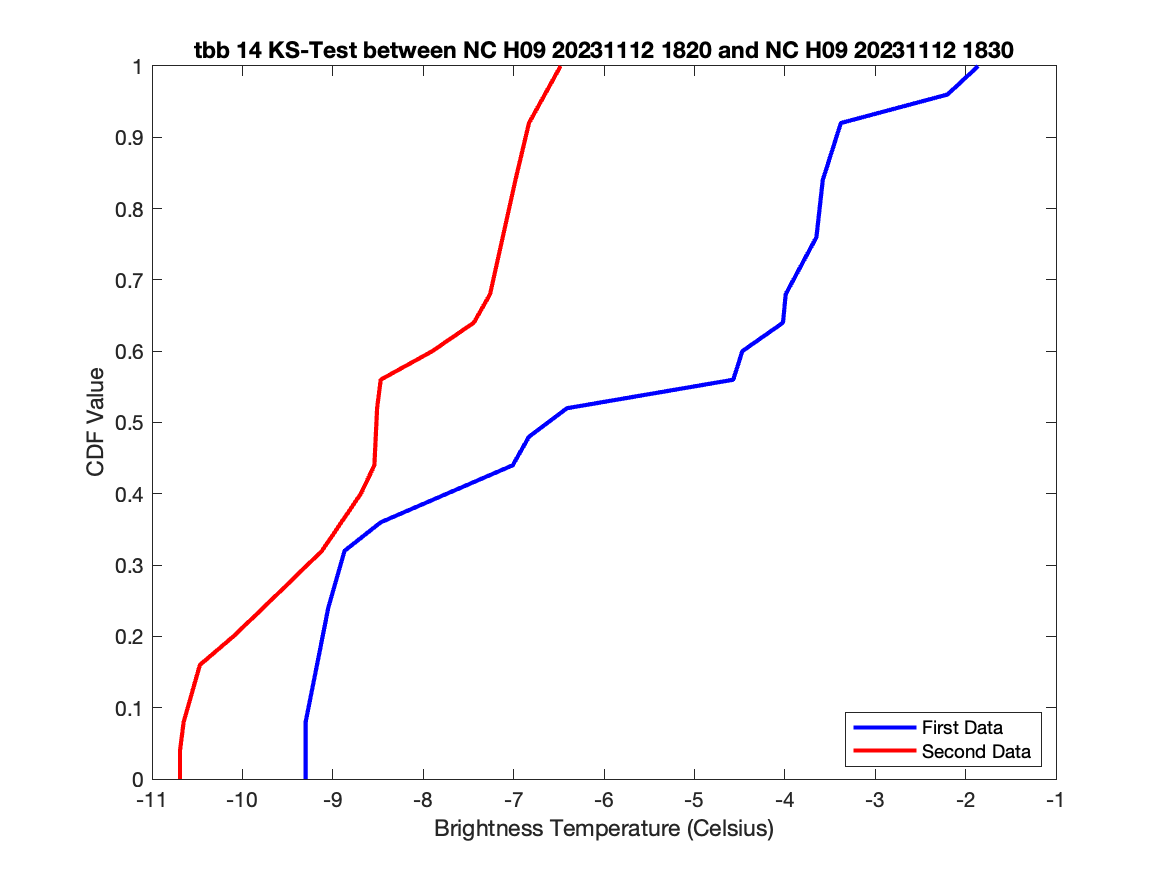 tbb 14 KS-Test between NC H09 20231112 1820 and NC H09 20231112 1830
1
0.9
0.8
0.7
0.6
0.5
0.4
0.3
0.2
0.1
0
CDF Value
-11 -10 -9 -8 -7 -6 -5 -4 -3 -2 -1
Brightness Temperature (Celsius)
First Data
Second Data